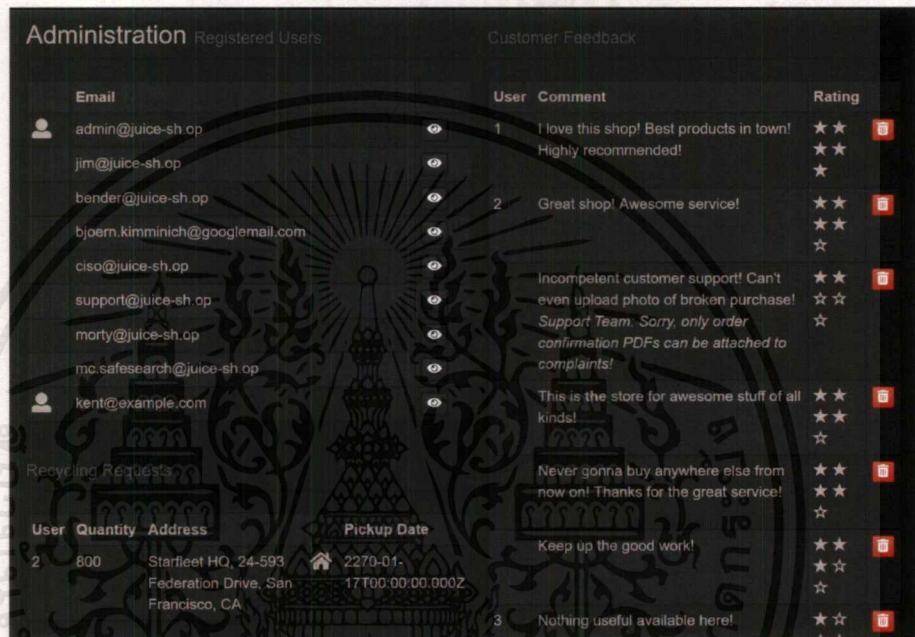 Administration Registered Users
Email
admin@juice-sh.op
jim@juice-sh.op
bender@juice-sh.op
bjoern.kimminich@googlemail.com
ciso@juice-sh.op
support@juice-sh.op
morty@juice-sh.op
mc.safesearch@juice-sh.op
kent@example.com
Recycling Requests
User Quantity Address Pickup Date
2 800 Starfleet HQ, 24-593 2270-01-
Federation Drive, San 17T00:00:00.000Z
Francisco, CA
Customer Feedback
User Comment Rating
1 I love this shop! Best products in town!
Highly recommended!
2 Great shop! Awesome service!
Incompetent customer support! Can't
even upload photo of broken purchase!
Support Team: Sorry, only order
confirmation PDFs can be attached to
complaints!
This is the store for awesome stuff of all
kinds!
Never gonna buy anywhere else from
now on! Thanks for the great service!
Keep up the good work!
3 Nothing useful available here!